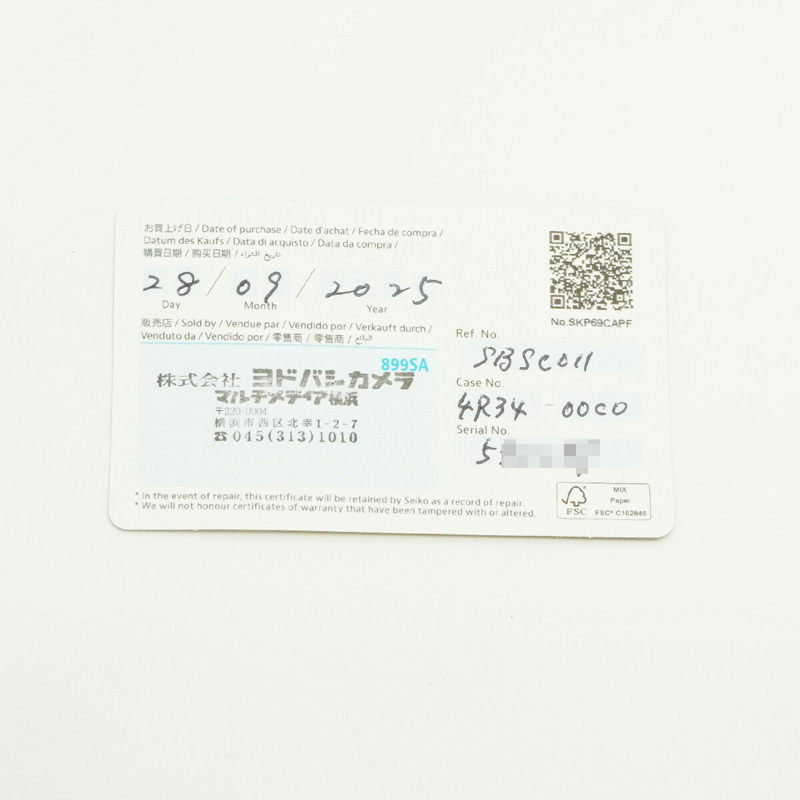 お買上げ日 / Date of purchase / Date d'achat / Fecha de compra /
Datum des Kaufs / Data di acquisto / Data da compra /
購買日期 / 购买日期 / تاريخ الشراء
28 / 09 / 2025
Day Month Year
販売店 / Sold by / Vendue par / Vendido por / Verkauft durch /
Venduto da / Vendido por / 零售商 / 零售商 / البائع
899SA
株式会社 ヨドバシカメラ
マルチメディア横浜
〒220-0004
横浜市西区北幸1-2-7
☎045(313)1010
No.SKP69CAPF
Ref. No.
SBSC011
Case No.
4R34-00C0
Serial No.
5
* In the event of repair, this certificate will be retained by Seiko as a record of repair.
* We will not honour certificates of warranty that have been tampered with or altered.
FSC
MIX
Paper
FSC® C102846